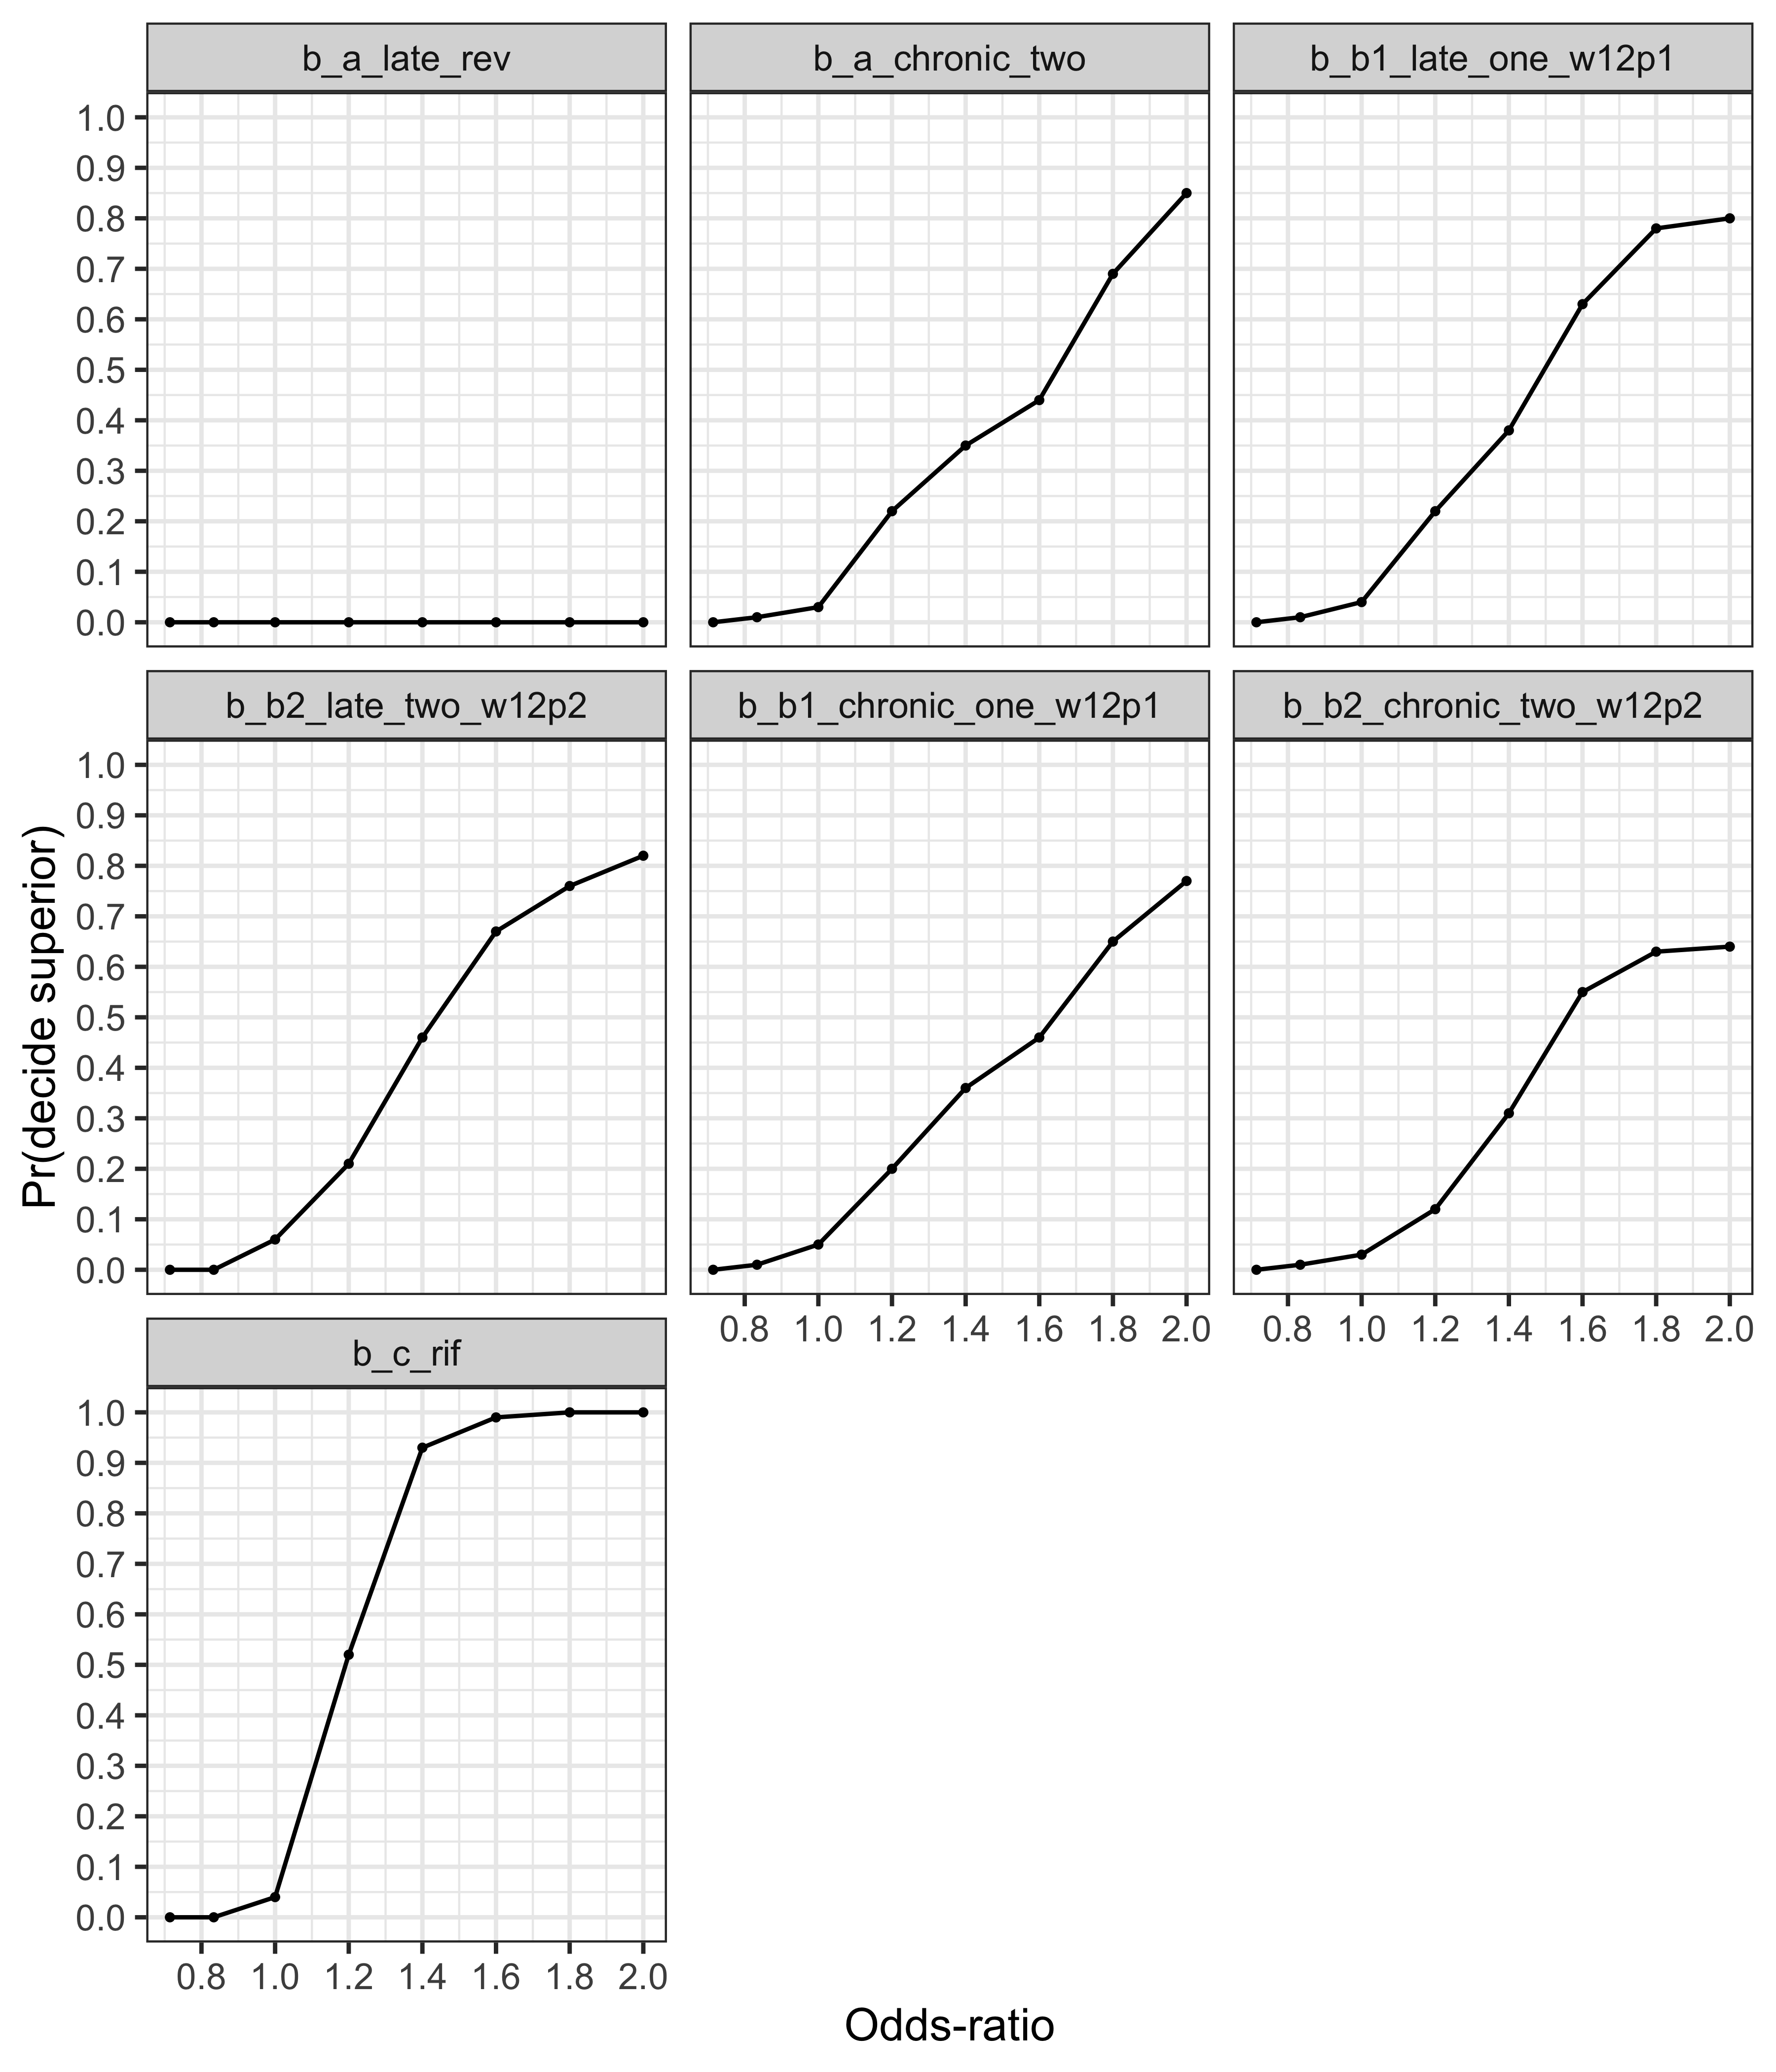 b_a_late_rev
b_a_chronic_two
b_b1_late_one_w12p1
1.0
0.9
0.8
0.7
0.6
0.5
0.4
0.3
0.2
0.1
0.0
b_b2_late_two_w12p2
b_b1_chronic_one_w12p1
b_b2_chronic_two_w12p2
Pr(decide superior)
1.0
0.9
0.8
0.7
0.6
0.5
0.4
0.3
0.2
0.1
0.0
0.8 1.0 1.2 1.4 1.6 1.8 2.0
0.8 1.0 1.2 1.4 1.6 1.8 2.0
b_c_rif
1.0
0.9
0.8
0.7
0.6
0.5
0.4
0.3
0.2
0.1
0.0
0.8 1.0 1.2 1.4 1.6 1.8 2.0
Odds-ratio